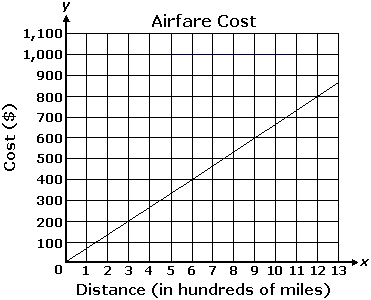 y
Airfare Cost
1,100
1,000
900
800
700
600
500
400
300
200
100
0
1 2 3 4 5 6 7 8 9 10 11 12 13
x
Cost ($)
Distance (in hundreds of miles)